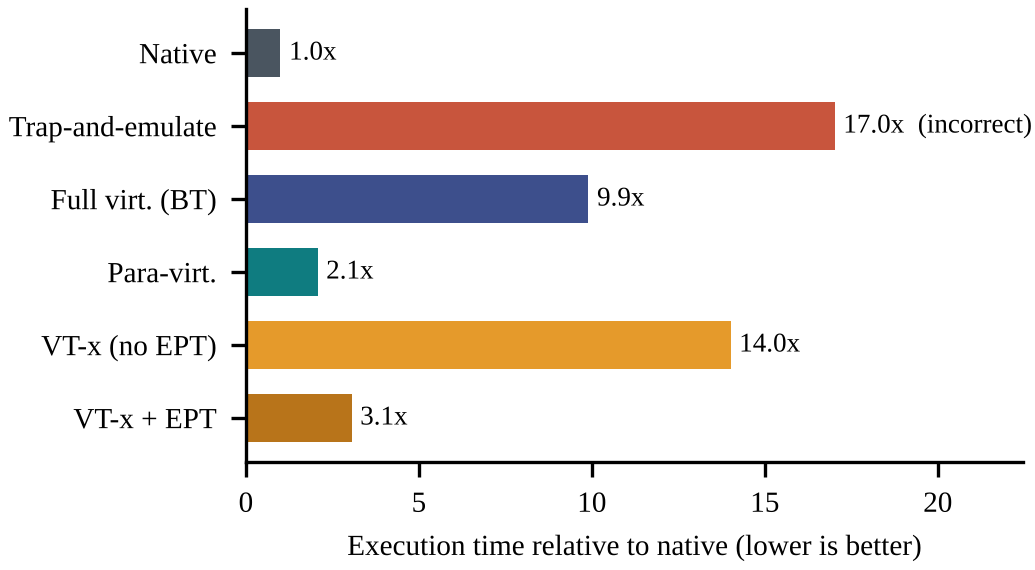 Native
1.0x
Trap-and-emulate
17.0x (incorrect)
Full virt. (BT)
9.9x
Para-virt.
2.1x
VT-x (no EPT)
14.0x
VT-x + EPT
3.1x
0 5 10 15 20
Execution time relative to native (lower is better)